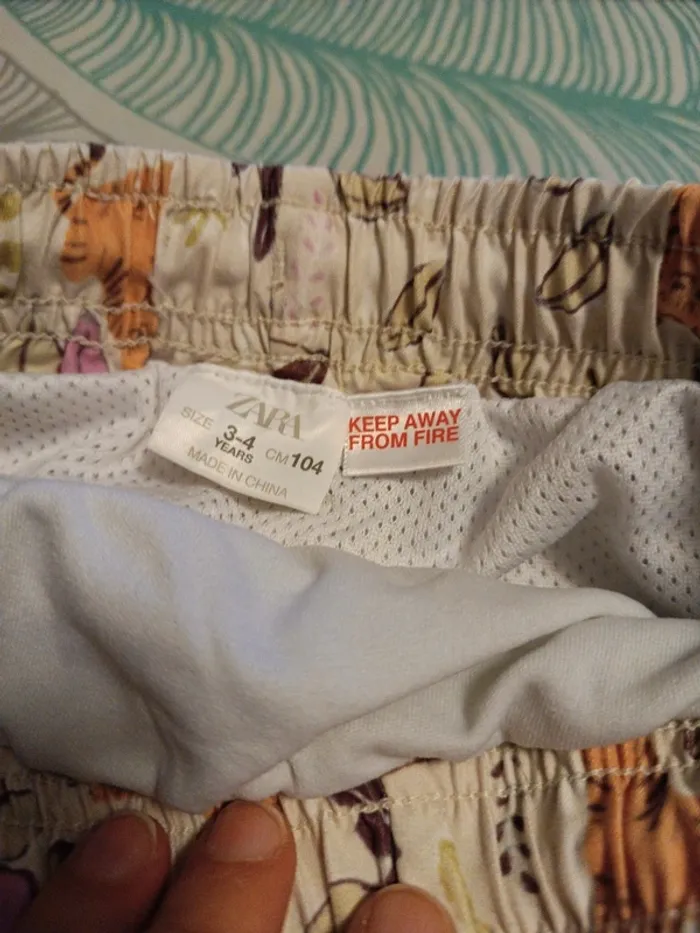 ZARA
SIZE 3-4 YEARS CM 104
MADE IN CHINA
KEEP AWAY
FROM FIRE